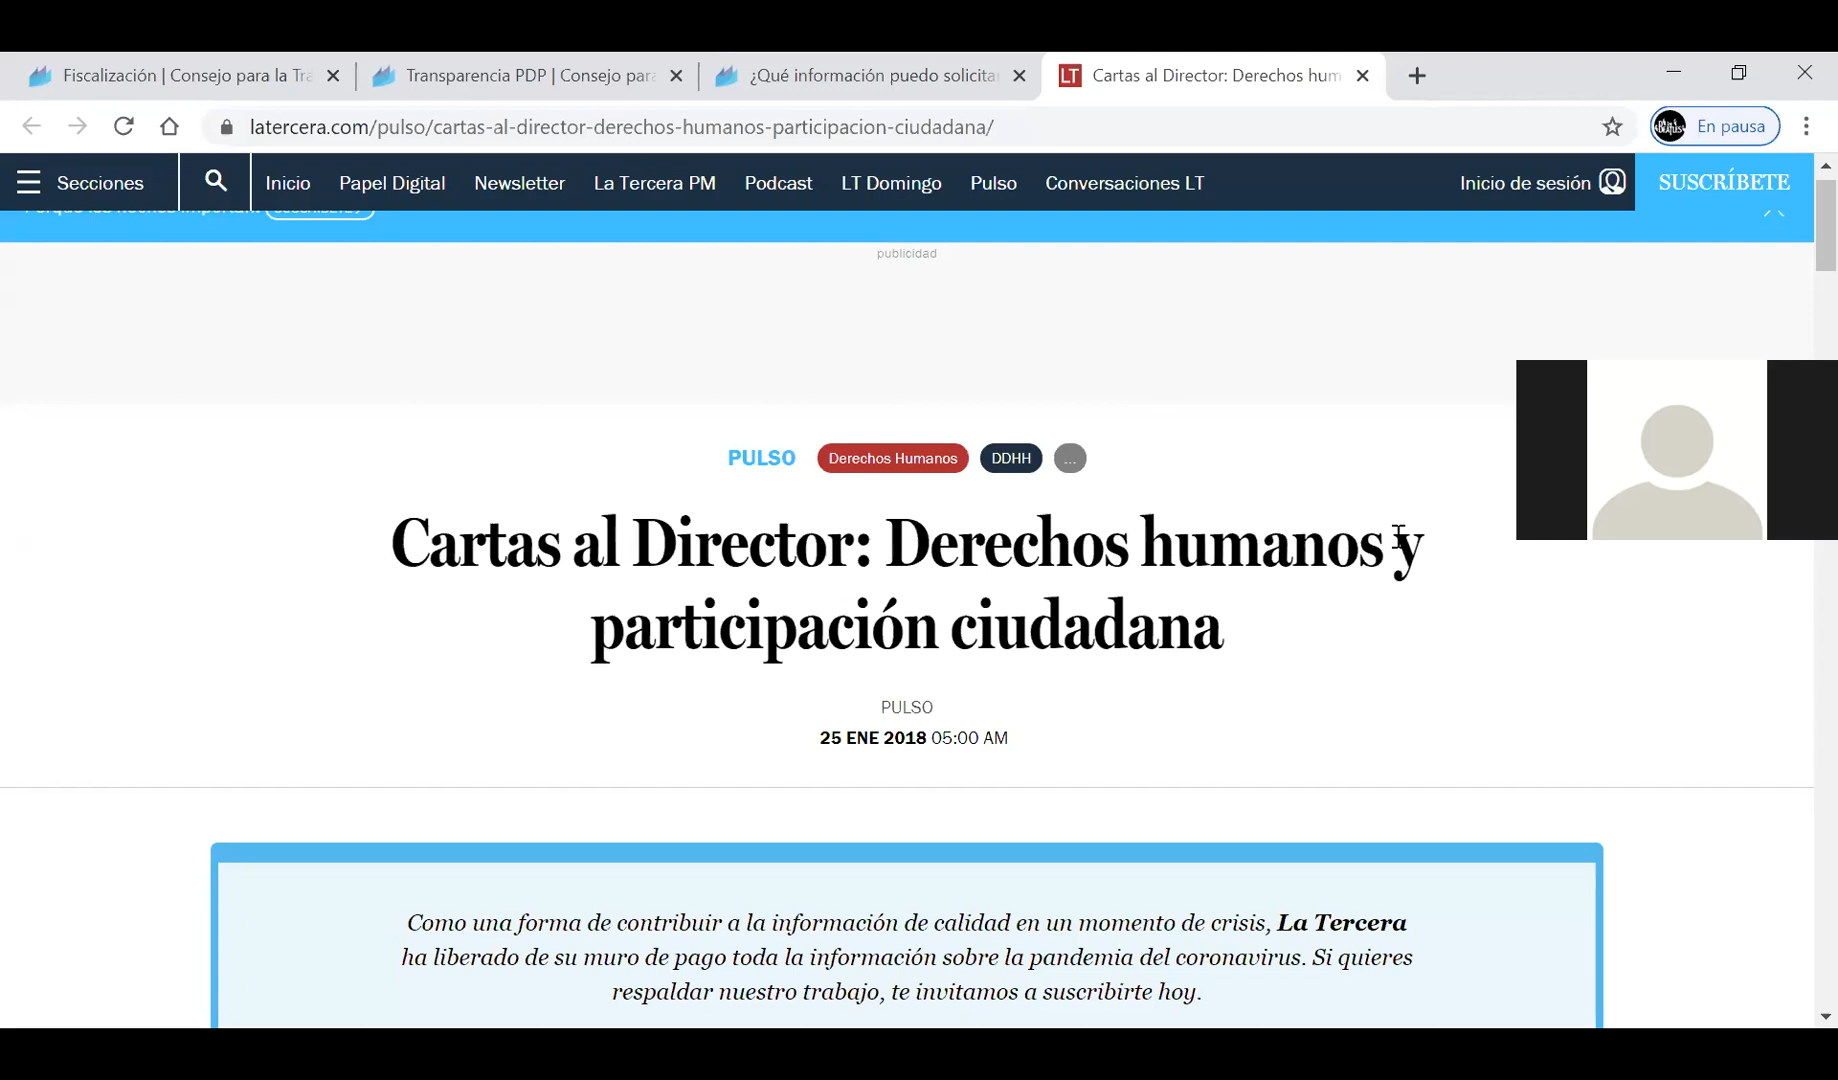 Fiscalización | Consejo para la Tra
Transparencia PDP | Consejo para
¿Qué información puedo solicitar
LT Cartas al Director: Derechos hum
latercera.com/pulso/cartas-al-director-derechos-humanos-participacion-ciudadana/
En pausa
Secciones
Inicio
Papel Digital
Newsletter
La Tercera PM
Podcast
LT Domingo
Pulso
Conversaciones LT
Inicio de sesión
SUSCRÍBETE
publicidad
PULSO
Derechos Humanos
DDHH
...
Cartas al Director: Derechos humanos y
participación ciudadana
PULSO
25 ENE 2018 05:00 AM
Como una forma de contribuir a la información de calidad en un momento de crisis, La Tercera
ha liberado de su muro de pago toda la información sobre la pandemia del coronavirus. Si quieres
respaldar nuestro trabajo, te invitamos a suscribirte hoy.